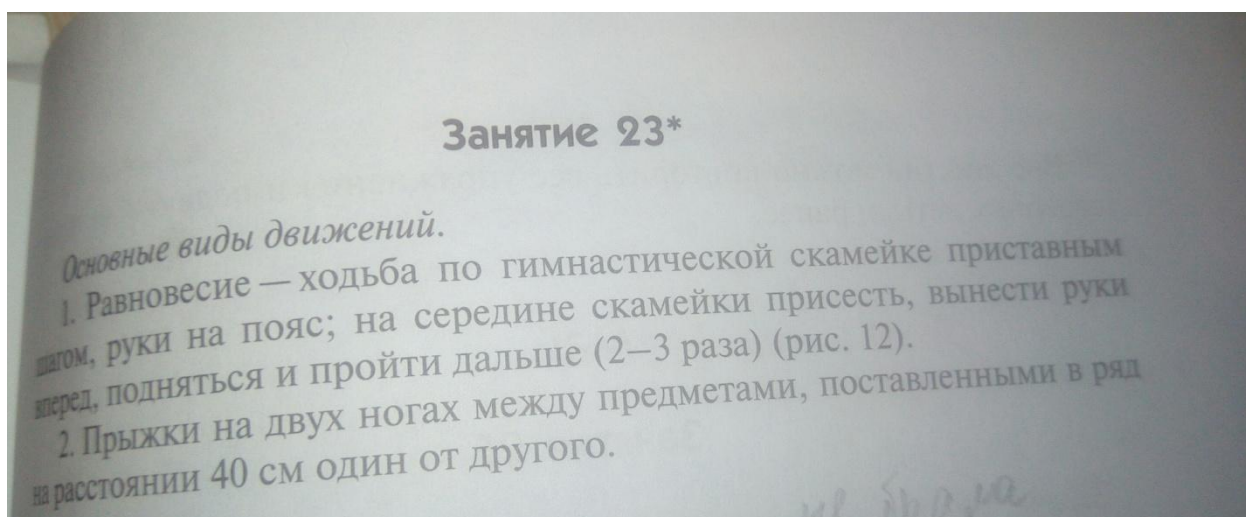 Занятие 23*
Основные виды движений.
1. Равновесие — ходьба по гимнастической скамейке приставным
шагом, руки на пояс; на середине скамейки присесть, вынести руки
вперед, подняться и пройти дальше (2–3 раза) (рис. 12).
2. Прыжки на двух ногах между предметами, поставленными в ряд
на расстоянии 40 см один от другого.